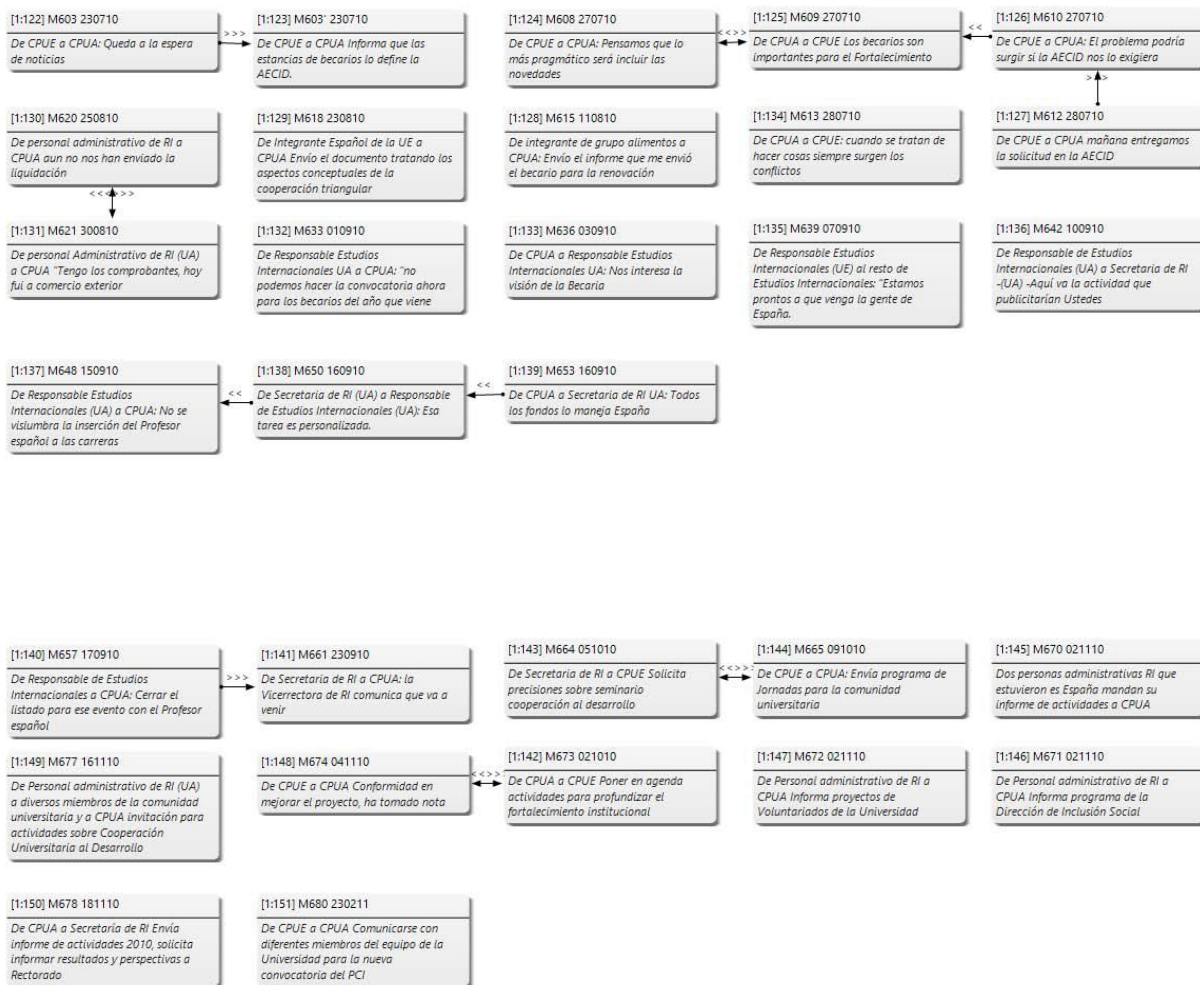 [1:122] M603 230710
De CPUE a CPUA: Queda a la espera
de noticias
>>>
[1:123] M603' 230710
De CPUE a CPUA Informa que las
estancias de becarios lo define la
AECID.
[1:124] M608 270710
De CPUE a CPUA: Pensamos que lo
más pragmático será incluir las
novedades
<<>>
[1:125] M609 270710
De CPUA a CPUE Los becarios son
importantes para el Fortalecimiento
<<
[1:126] M610 270710
De CPUE a CPUA: El problema podría
surgir si la AECID nos lo exigiera
[1:130] M620 250810
De personal administrativo de RI a
CPUA aun no nos han enviado la
liquidación
[1:129] M618 230810
De Integrante Español de la UE a
CPUA Envío el documento tratando los
aspectos conceptuales de la
cooperación triangular
[1:128] M615 110810
De integrante de grupo alimentos a
CPUA: Envío el informe que me envió
el becario para la renovación
[1:134] M613 280710
De CPUA a CPUE: cuando se tratan de
hacer cosas siempre surgen los
conflictos
[1:127] M612 280710
De CPUE a CPUA mañana entregamos
la solicitud en la AECID
[1:131] M621 300810
De personal Administrativo de RI (UA)
a CPUA "Tengo los comprobantes, hoy
fui a comercio exterior
[1:132] M633 010910
De Responsable Estudios
Internacionales UA a CPUA: "no
podemos hacer la convocatoria ahora
para los becarios del año que viene
[1:133] M636 030910
De CPUA a Responsable Estudios
Internacionales UA: Nos interesa la
visión de la Becaria
[1:135] M639 070910
De Responsable Estudios
Internacionales (UE) al resto de
Estudios Internacionales: "Estamos
prontos a que venga la gente de
España.
[1:136] M642 100910
De Responsable de Estudios
Internacionales (UA) a Secretaria de RI
-(UA) -Aquí va la actividad que
publicitarían Ustedes
[1:137] M648 150910
De Responsable Estudios
Internacionales (UA) a CPUA: No se
vislumbra la inserción del Profesor
español a las carreras
<<
[1:138] M650 160910
De Secretaria de RI (UA) a Responsable
de Estudios Internacionales (UA): Esa
tarea es personalizada.
<<
[1:139] M653 160910
De CPUA a Secretaria de RI UA: Todos
los fondos lo maneja España
[1:140] M657 170910
De Responsable de Estudios
Internacionales a CPUA: Cerrar el
listado para ese evento con el Profesor
español
>>>
[1:141] M661 230910
De Secretaria de RI a CPUA: la
Vicerrectora de RI comunica que va a
venir
[1:143] M664 051010
De Secretaria de RI a CPUE Solicita
precisiones sobre seminario
cooperación al desarrollo
<<>>
[1:144] M665 091010
De CPUE a CPUA: Envía programa de
Jornadas para la comunidad
universitaria
[1:145] M670 021110
Dos personas administrativas RI que
estuvieron es España mandan su
informe de actividades a CPUA
[1:149] M677 161110
De Personal administrativo de RI (UA)
a diversos miembros de la comunidad
universitaria y a CPUA invitación para
actividades sobre Cooperación
Universitaria al Desarrollo
[1:148] M674 041110
De CPUE a CPUA Conformidad en
mejorar el proyecto, ha tomado nota
<<>>
[1:142] M673 021010
De CPUA a CPUE Poner en agenda
actividades para profundizar el
fortalecimiento institucional
[1:147] M672 021110
De Personal administrativo de RI a
CPUA Informa proyectos de
Voluntariados de la Universidad
[1:146] M671 021110
De Personal administrativo de RI a
CPUA Informa programa de la
Dirección de Inclusión Social
[1:150] M678 181110
De CPUA a Secretaría de RI Envía
informe de actividades 2010, solicita
informar resultados y perspectivas a
Rectorado
[1:151] M680 230211
De CPUE a CPUA Comunicarse con
diferentes miembros del equipo de la
Universidad para la nueva
convocatoria del PCI